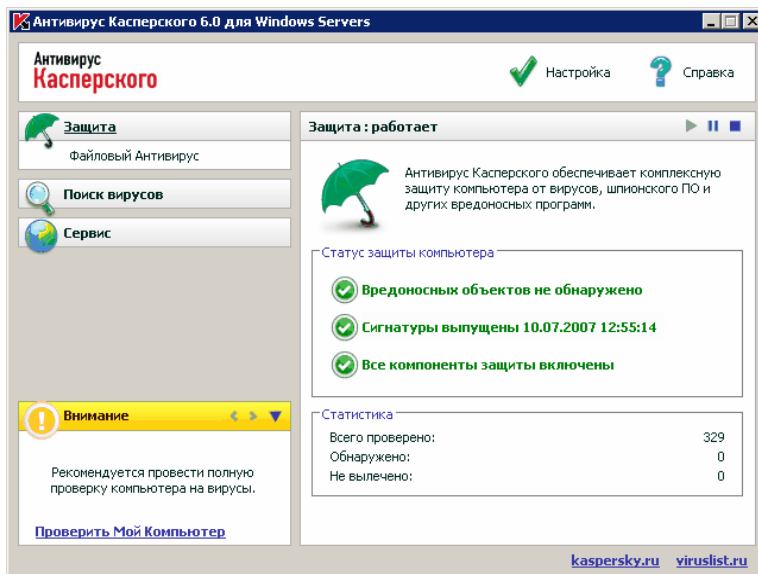 Антивирус Касперского 6.0 для Windows Servers
Антивирус
Касперского
Настройка
Справка
Защита
Файловый Антивирус
Поиск вирусов
Сервис
Внимание
Рекомендуется провести полную
проверку компьютера на вирусы.
Проверить Мой Компьютер
Защита : работает
Антивирус Касперского обеспечивает комплексную
защиту компьютера от вирусов, шпионского ПО и
других вредоносных программ.
Статус защиты компьютера
Вредоносных объектов не обнаружено
Сигнатуры выпущены 10.07.2007 12:55:14
Все компоненты защиты включены
Статистика
Всего проверено: 329
Обнаружено: 0
Не вылечено: 0
kaspersky.ru viruslist.ru